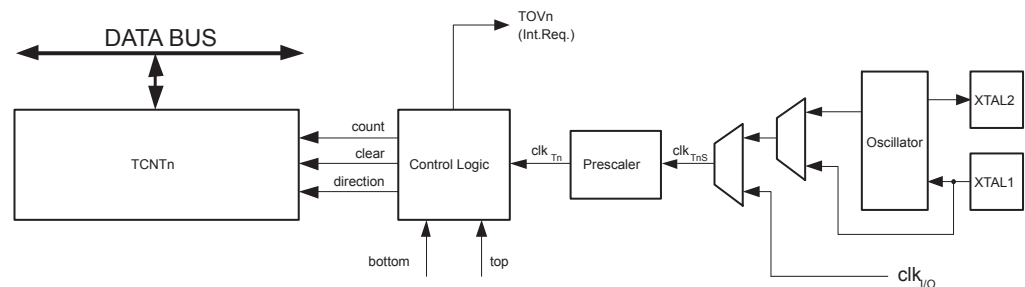 TOVn
(Int.Req.)
DATA BUS
XTAL2
count
clk Tn
clk TnS
Oscillator
TCNTn
clear
Control Logic
Prescaler
direction
XTAL1
bottom
top
clk I/O